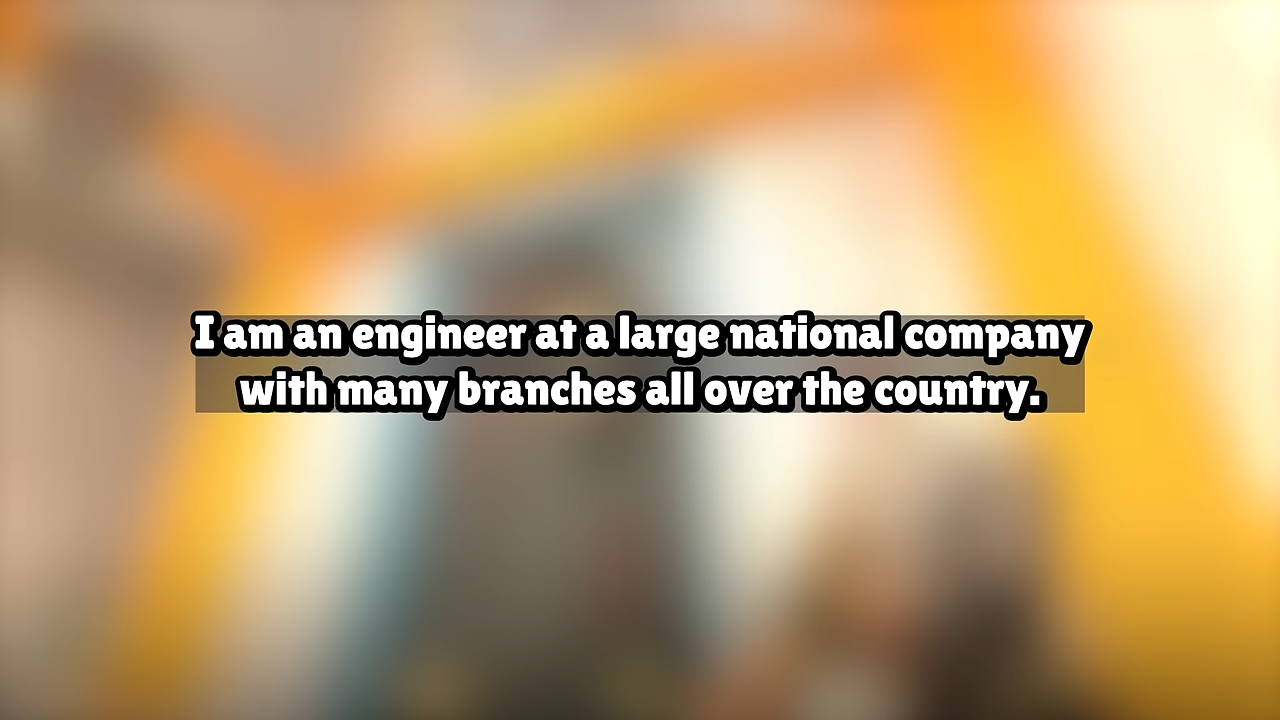 I am an engineer at a large national company
with many branches all over the country.